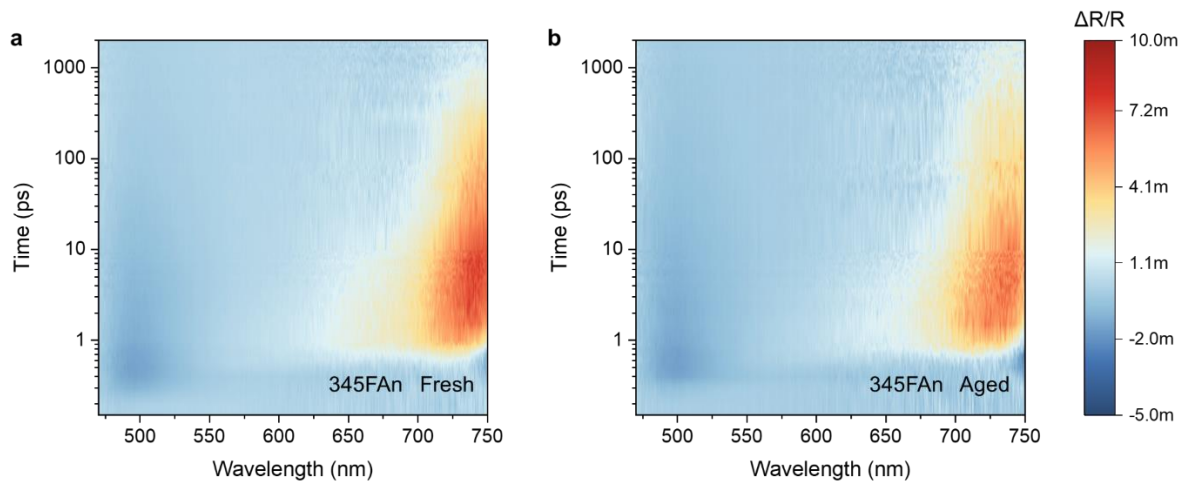 a
1000
100
10
1
Time (ps)
345FAn Fresh
500 550 600 650 700 750
Wavelength (nm)
b
1000
100
10
1
Time (ps)
345FAn Aged
500 550 600 650 700 750
Wavelength (nm)
ΔR/R
10.0m
7.2m
4.1m
1.1m
-2.0m
-5.0m